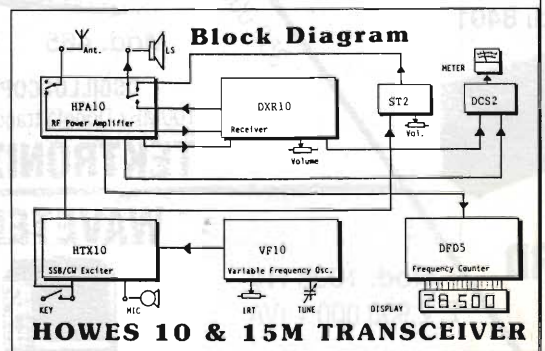 Block Diagram
Ant.
LS
METER
HPA10
RF Power Amplifier
DXR10
Receiver
ST2
DCS2
Volume
Vol.
HTX10
SSB/CW Exciter
VF10
Variable Frequency Osc.
DFD5
Frequency Counter
KEY
MIC
IRT
TUNE
DISPLAY
28.500
HOWES 10 & 15M TRANSCEIVER